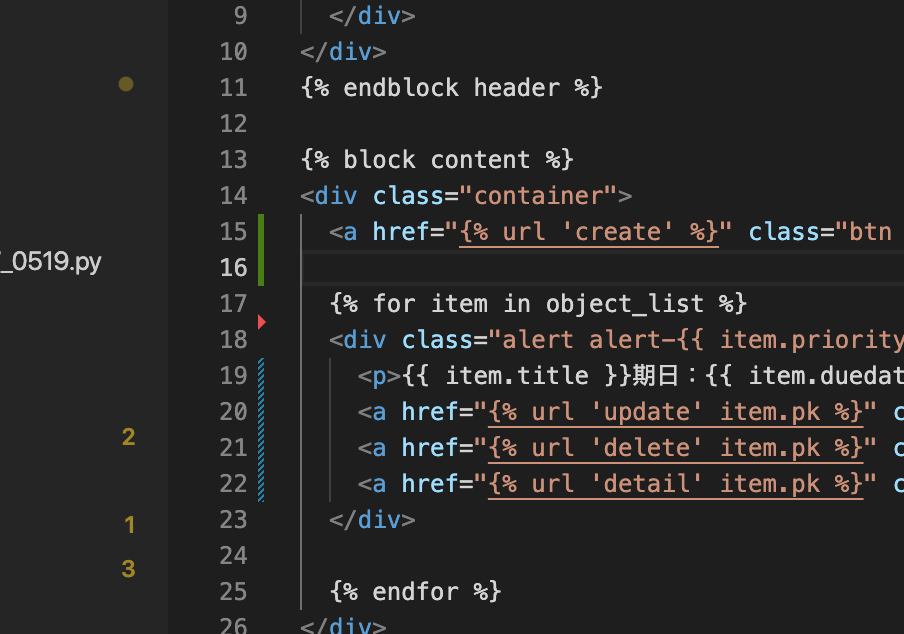 9 </div>
10 </div>
11 {% endblock header %}
12
13 {% block content %}
14 <div class="container">
15 <a href="{% url 'create' %}" class="btn
_0519.py
16
17 {% for item in object_list %}
18 <div class="alert alert-{{ item.priority
19 <p>{{ item.title }}期日：{{ item.duedat
20 <a href="{% url 'update' item.pk %}" c
2
21 <a href="{% url 'delete' item.pk %}" c
22 <a href="{% url 'detail' item.pk %}" c
23 </div>
1
24
3
25 {% endfor %}
26 </div>